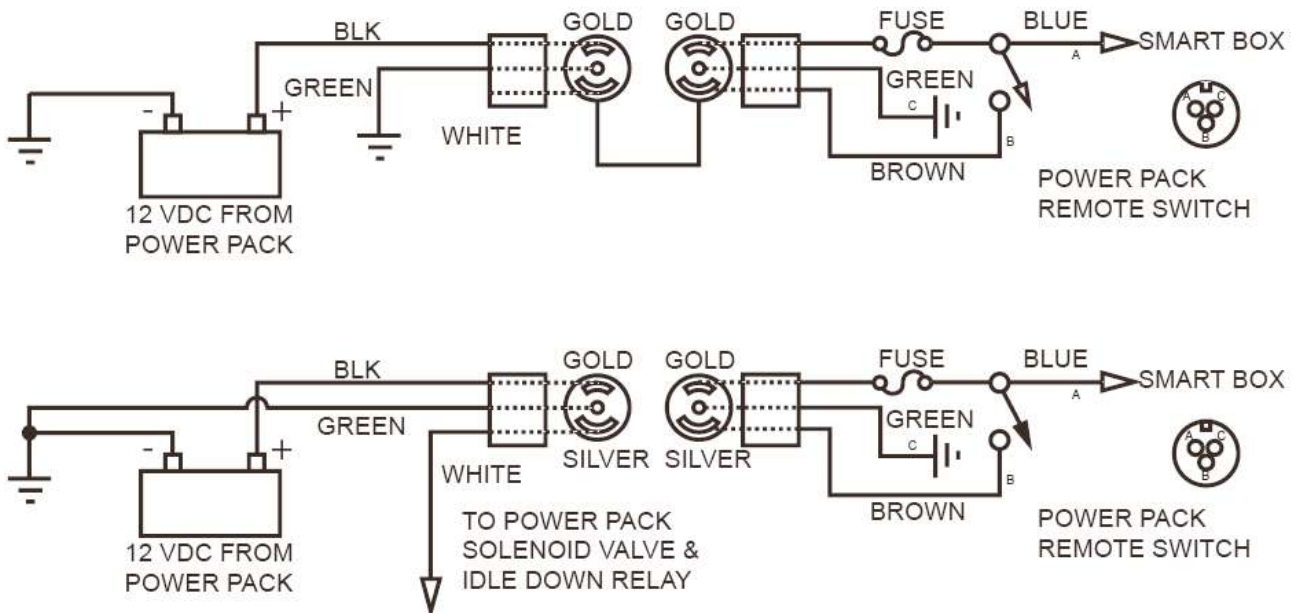 GOLD GOLD FUSE BLUE
BLK
A SMART BOX
GREEN GREEN
- +
C
A C
B
WHITE
B
BROWN
12 VDC FROM
POWER PACK
POWER PACK
REMOTE SWITCH
GOLD GOLD FUSE BLUE
BLK
A SMART BOX
GREEN GREEN
- +
C
A C
B
SILVER SILVER
WHITE
B
BROWN
TO POWER PACK
SOLENOID VALVE &
IDLE DOWN RELAY
12 VDC FROM
POWER PACK
POWER PACK
REMOTE SWITCH